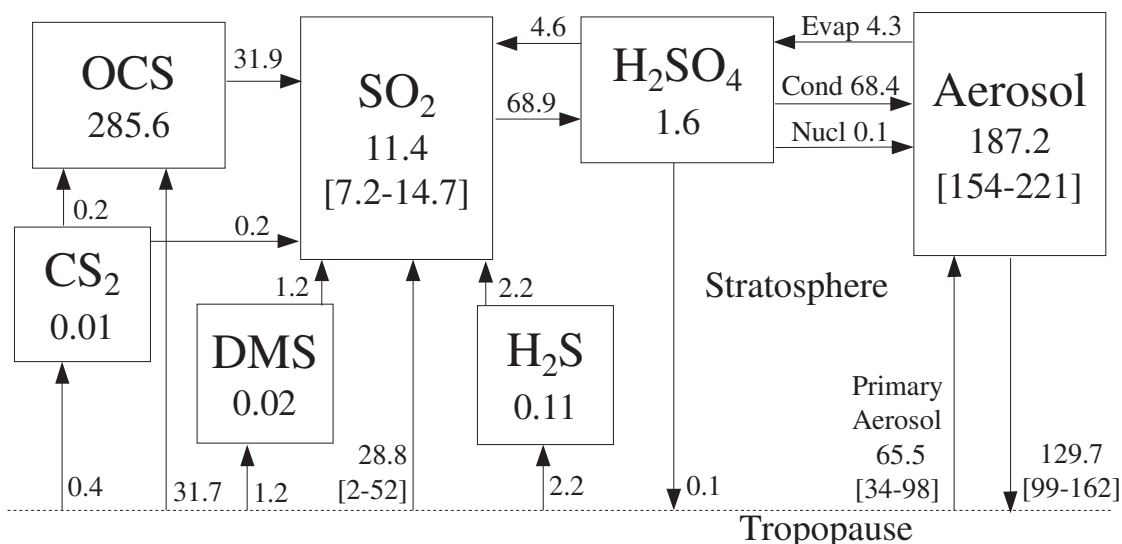 OCS
285.6
31.9
SO₂
11.4
[7.2-14.7]
4.6
68.9
H₂SO₄
1.6
Evap 4.3
Cond 68.4
Nucl 0.1
Aerosol
187.2
[154-221]
0.2
0.2
CS₂
0.01
1.2
DMS
0.02
2.2
H₂S
0.11
Stratosphere
0.4
31.7
1.2
28.8
[2-52]
2.2
0.1
Primary
Aerosol
65.5
[34-98]
129.7
[99-162]
Tropopause